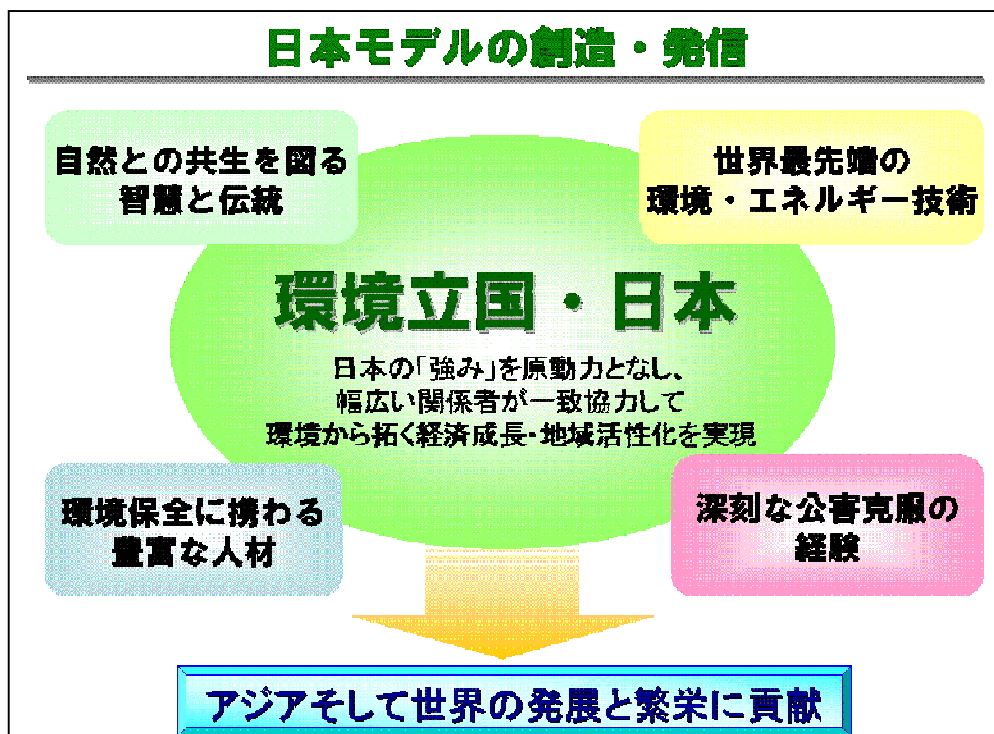 日本モデルの創造・発信
自然との共生を図る
智慧と伝統
世界最先端の
環境・エネルギー技術
環境立国・日本
日本の「強み」を原動力となし、
幅広い関係者が一致協力して
環境から拓く経済成長・地域活性化を実現
環境保全に携わる
豊富な人材
深刻な公害克服の
経験
アジアそして世界の発展と繁栄に貢献